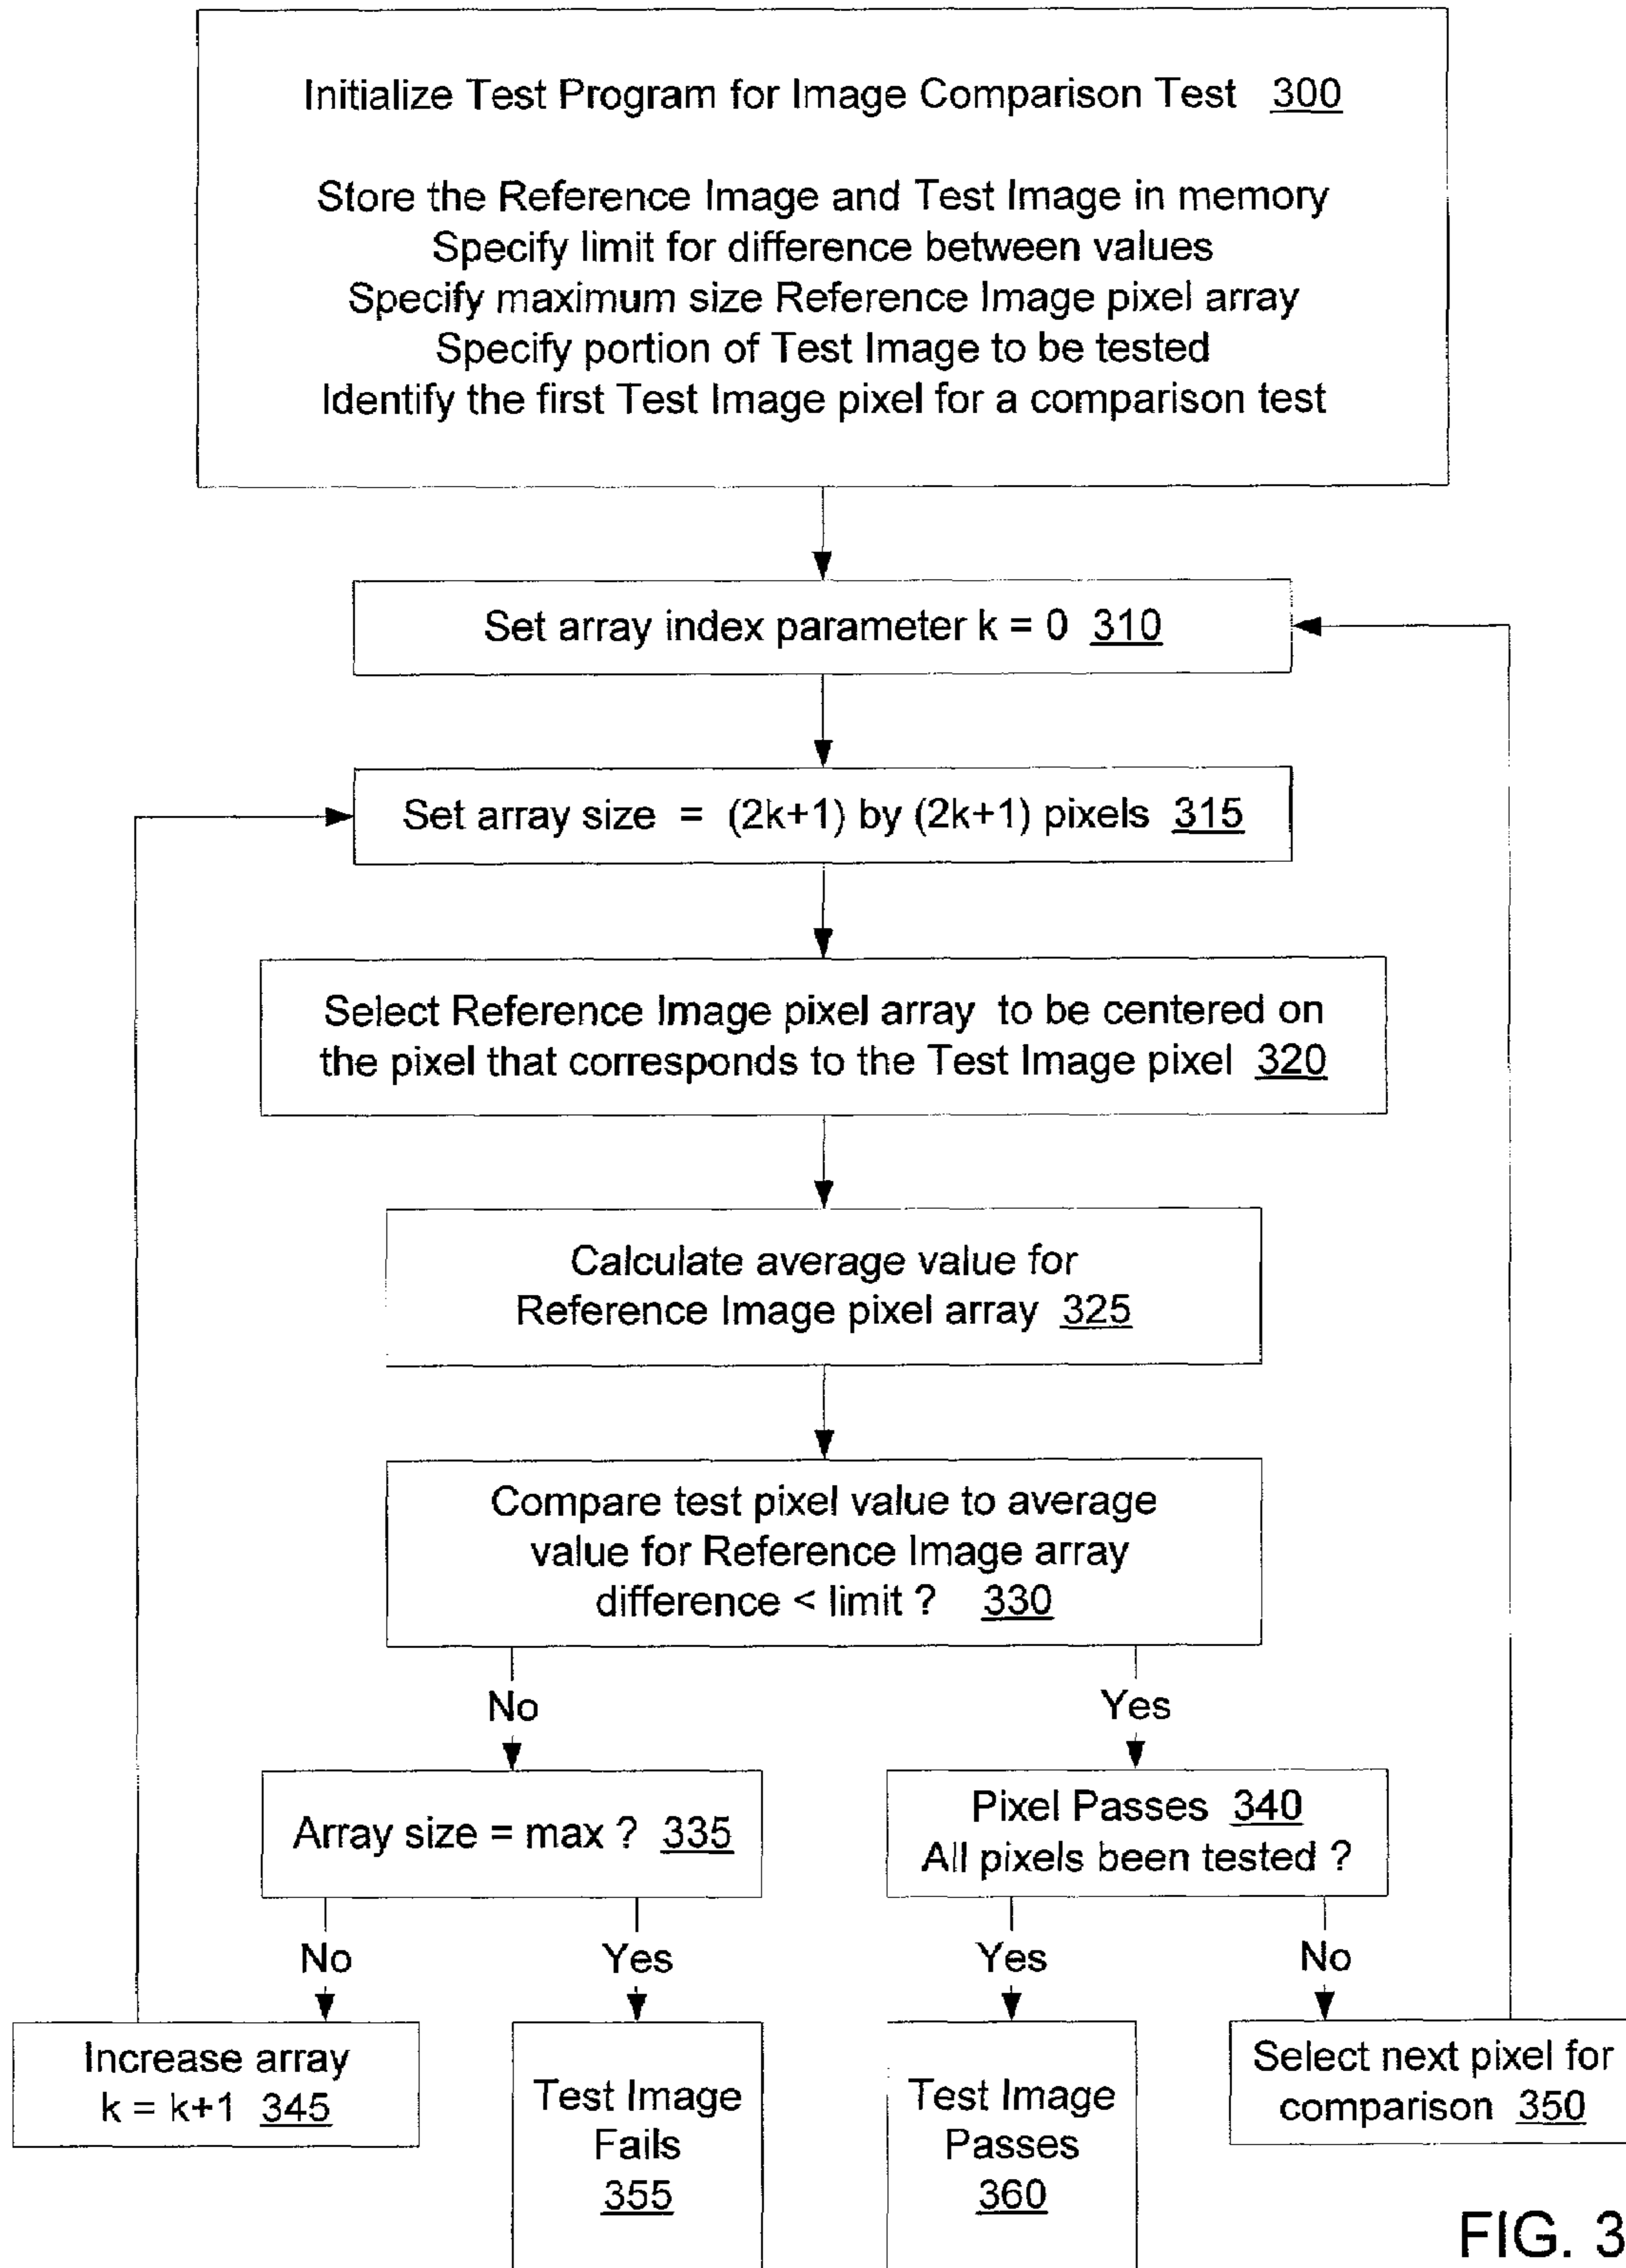 Initialize Test Program for Image Comparison Test 300
Store the Reference Image and Test Image in memory
Specify limit for difference between values
Specify maximum size Reference Image pixel array
Specify portion of Test Image to be tested
Identify the first Test Image pixel for a comparison test
Set array index parameter k = 0 310
Set array size = (2k+1) by (2k+1) pixels 315
Select Reference Image pixel array to be centered on
the pixel that corresponds to the Test Image pixel 320
Calculate average value for
Reference Image pixel array 325
Compare test pixel value to average
value for Reference Image array
difference < limit ? 330
No
Yes
Array size = max ? 335
Pixel Passes 340
All pixels been tested ?
No
Yes
Yes
No
Increase array
k = k+1 345
Test Image
Fails
355
Test Image
Passes
360
Select next pixel for
comparison 350
FIG. 3